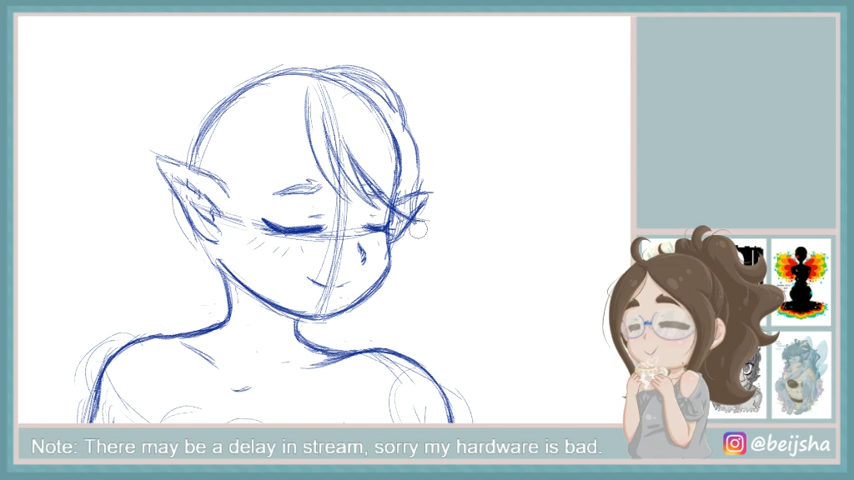 Note: There may be a delay in stream, sorry my hardware is bad.
@beijsha